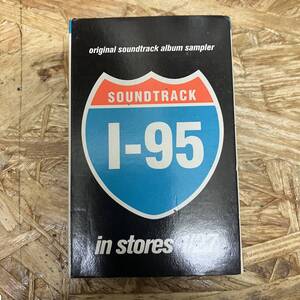 original soundtrack album sampler
SOUNDTRACK
I-95
in stores